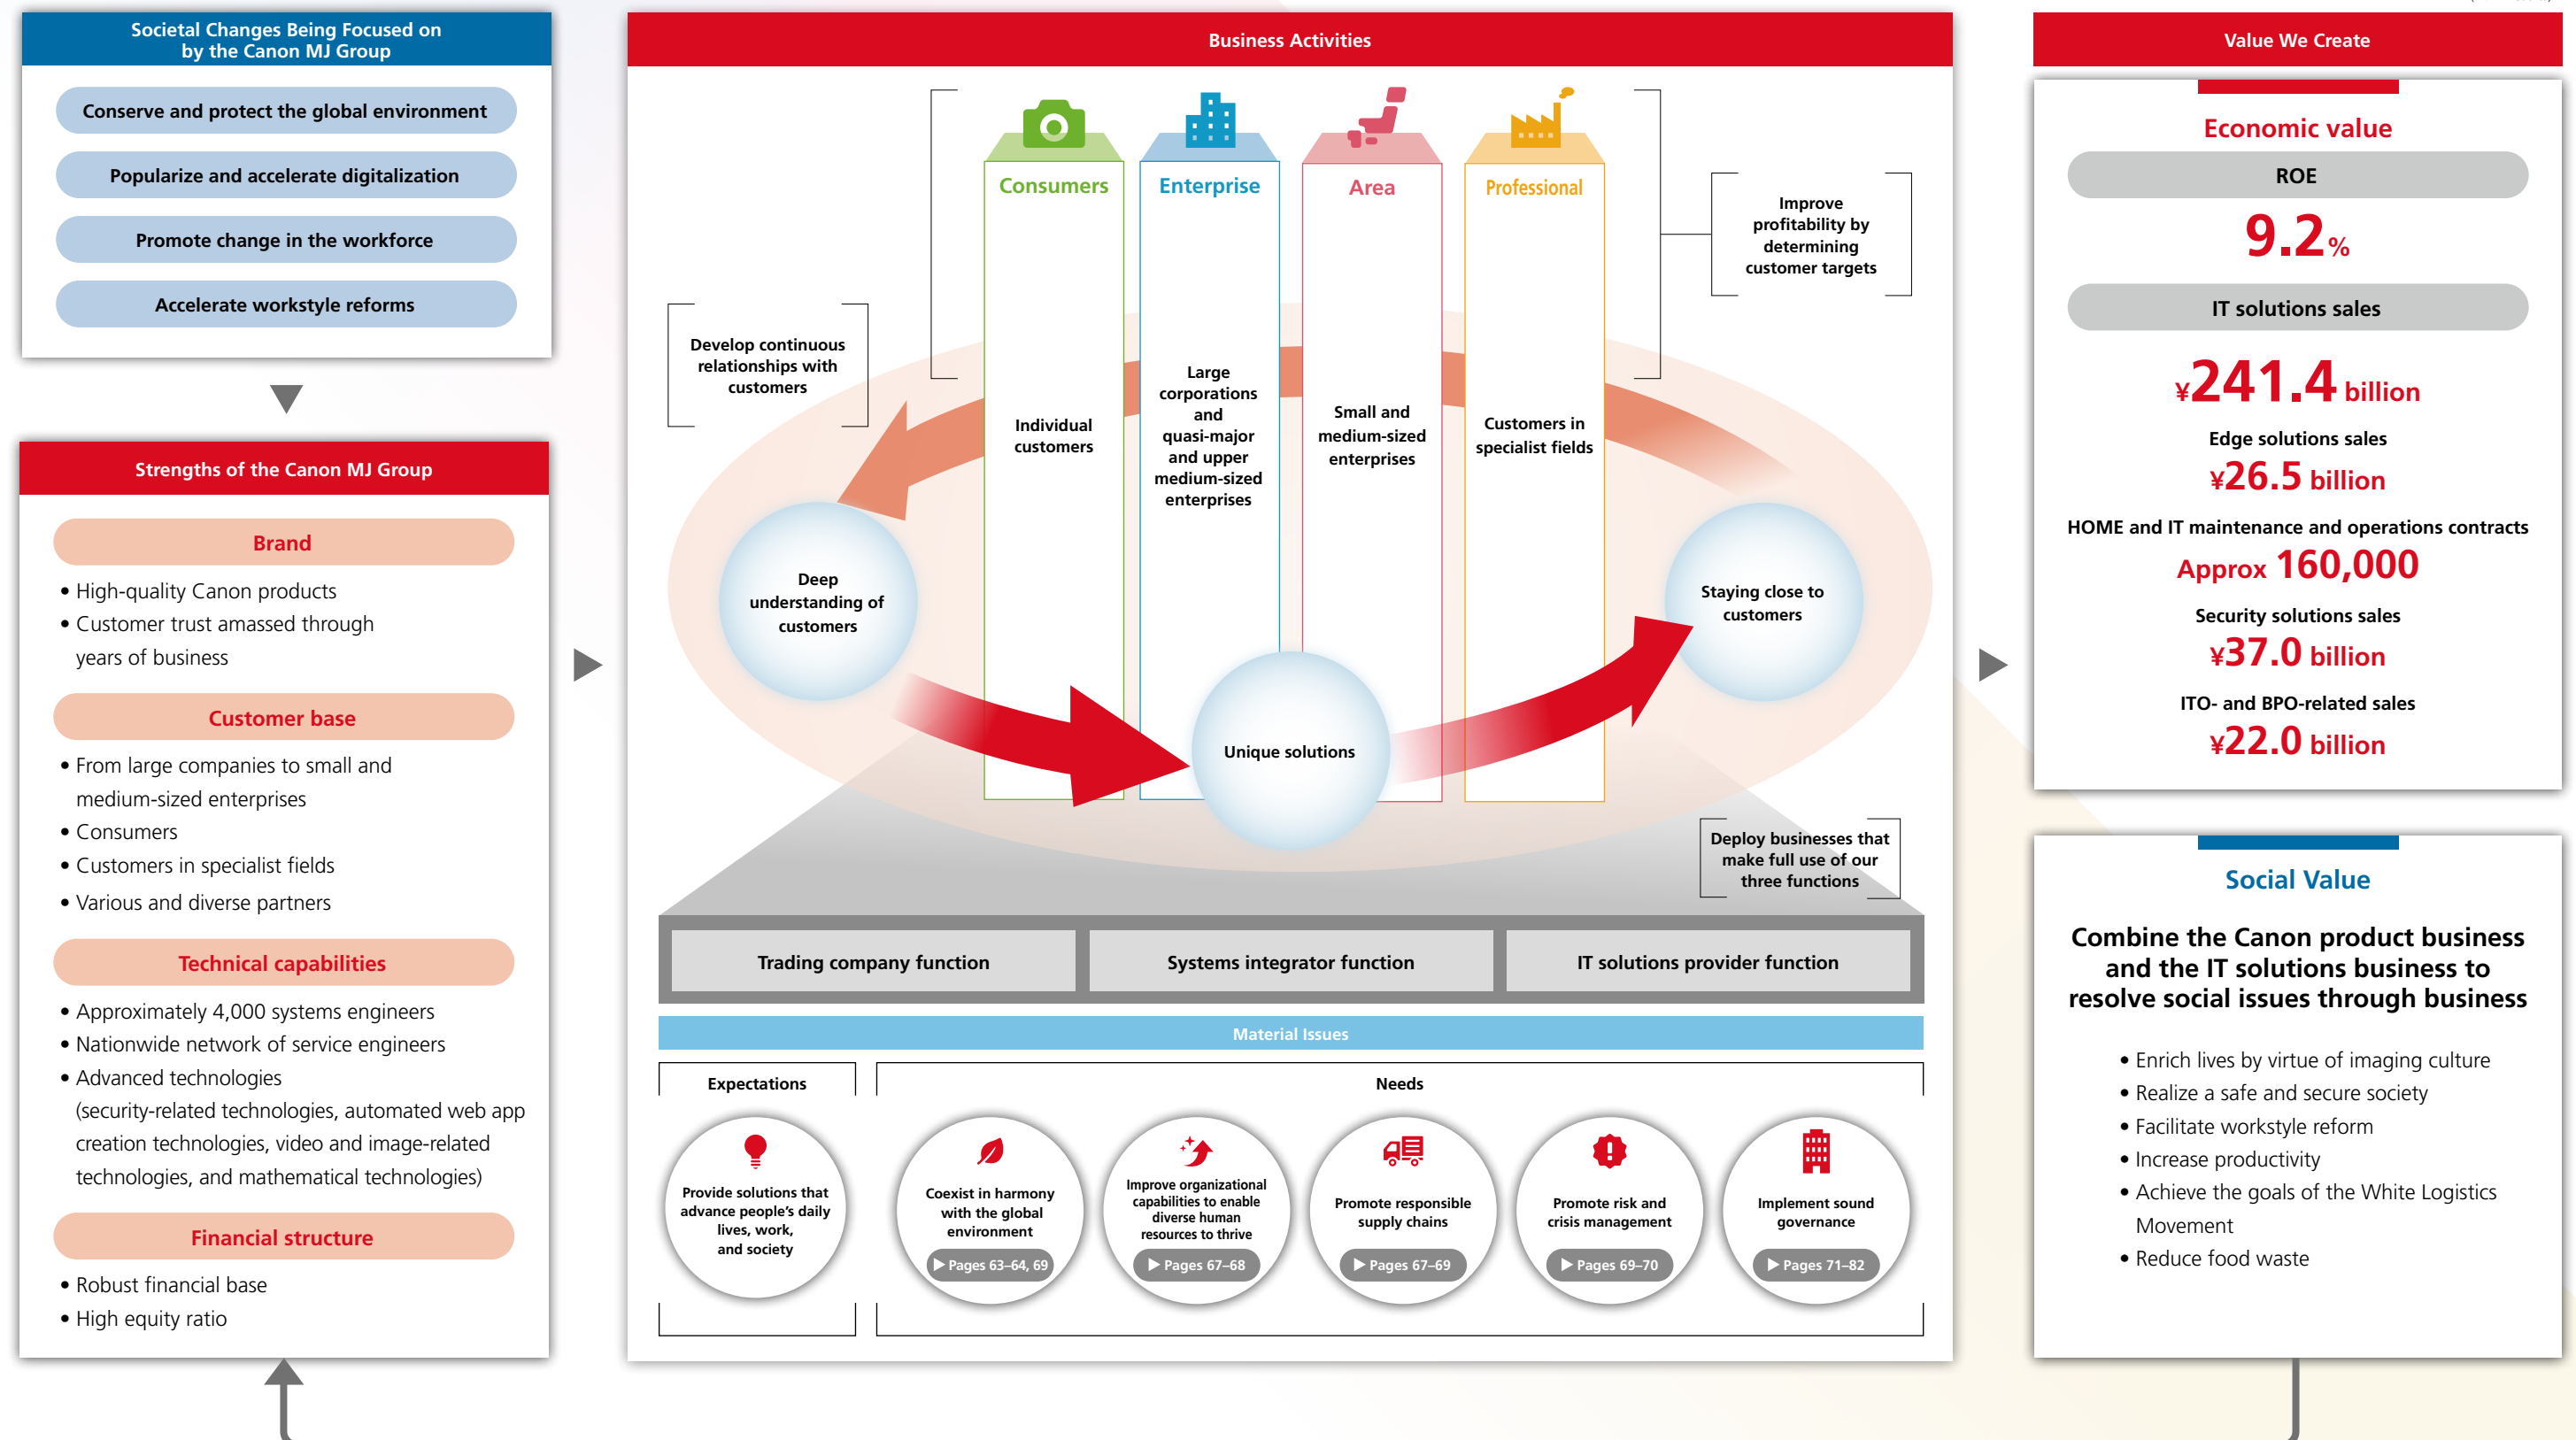 Societal Changes Being Focused on
by the Canon MJ Group
Conserve and protect the global environment
Popularize and accelerate digitalization
Promote change in the workforce
Accelerate workstyle reforms
Strengths of the Canon MJ Group
Brand
• High-quality Canon products
• Customer trust amassed through
years of business
Customer base
• From large companies to small and
medium-sized enterprises
• Consumers
• Customers in specialist fields
• Various and diverse partners
Technical capabilities
• Approximately 4,000 systems engineers
• Nationwide network of service engineers
• Advanced technologies
(security-related technologies, automated web app
creation technologies, video and image-related
technologies, and mathematical technologies)
Financial structure
• Robust financial base
• High equity ratio
Business Activities
Consumers
Individual
customers
Enterprise
Large
corporations
and
quasi-major
and upper
medium-sized
enterprises
Area
Small and
medium-sized
enterprises
Professional
Customers in
specialist fields
Improve
profitability by
determining
customer targets
Develop continuous
relationships with
customers
Deep
understanding of
customers
Unique solutions
Staying close to
customers
Deploy businesses that
make full use of our
three functions
Trading company function
Systems integrator function
IT solutions provider function
Material Issues
Expectations
Provide solutions that
advance people's daily
lives, work,
and society
Needs
Coexist in harmony
with the global
environment
▶ Pages 63–64, 69
Improve organizational
capabilities to enable
diverse human
resources to thrive
▶ Pages 67–68
Promote responsible
supply chains
▶ Pages 67–69
Promote risk and
crisis management
▶ Pages 69–70
Implement sound
governance
▶ Pages 71–82
Value We Create
Economic value
ROE
9.2%
IT solutions sales
¥241.4 billion
Edge solutions sales
¥26.5 billion
HOME and IT maintenance and operations contracts
Approx 160,000
Security solutions sales
¥37.0 billion
ITO- and BPO-related sales
¥22.0 billion
Social Value
Combine the Canon product business
and the IT solutions business to
resolve social issues through business
• Enrich lives by virtue of imaging culture
• Realize a safe and secure society
• Facilitate workstyle reform
• Increase productivity
• Achieve the goals of the White Logistics
Movement
• Reduce food waste